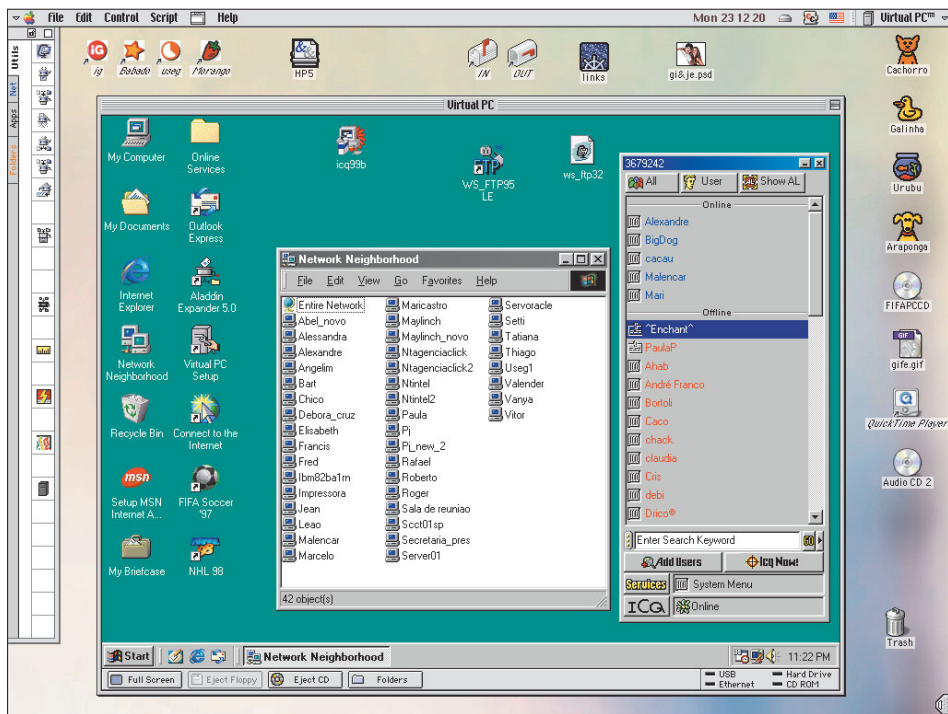 File Edit Control Script Help
Mon 23 12 20
Virtual PC™
Utils
Net
Apps
Folders
iG
ig
Babado
useg
Morango
HP5
IN
OUT
links
gi&je.psd
Cachorro
Galinha
Urubu
Araponga
FIFAPCCD
GIF
gife.gif
QuickTime Player
Audio CD 2
Trash
Virtual PC
My Computer
Online Services
My Documents
Outlook Express
Internet Explorer
Aladdin Expander 5.0
Network Neighborhood
Virtual PC Setup
Recycle Bin
Connect to the Internet
msn
Setup MSN Internet A...
FIFA Soccer '97
My Briefcase
NHL 98
icq99b
FTP
WS_FTP95 LE
ws_ftp32
Network Neighborhood
File Edit View Go Favorites Help
Entire Network
Abel_novo
Alessandra
Alexandre
Angelim
Bart
Chico
Debora_cruz
Elisabeth
Francis
Fred
Ibm82ba1rn
Impressora
Jean
Leao
Malencar
Marcelo
Maricastro
Maylinch
Maylinch_novo
Ntagenciaclick
Ntagenciaclick2
Ntintel
Ntintel2
Paula
Pj
Pj_new_2
Rafael
Roberto
Roger
Sala de reuniao
Scct01sp
Secretaria_pres
Server01
Servoracle
Setti
Tatiana
Thiago
Useg1
Valender
Vanya
Vitor
42 object(s)
3679242
All
User
Show AL
Online
Alexandre
BigDog
cacau
Malencar
Mari
Offline
^Enchant^
PaulaP
Ahab
André Franco
Bortoli
Caco
chack
claudia
Cris
debi
Drico®
Enter Search Keyword
GO
Add Users
Icq Now!
Services
System Menu
ICQ
Online
Start
Network Neighborhood
11:22 PM
Full Screen
Eject Floppy
Eject CD
Folders
USB
Ethernet
Hard Drive
CD ROM